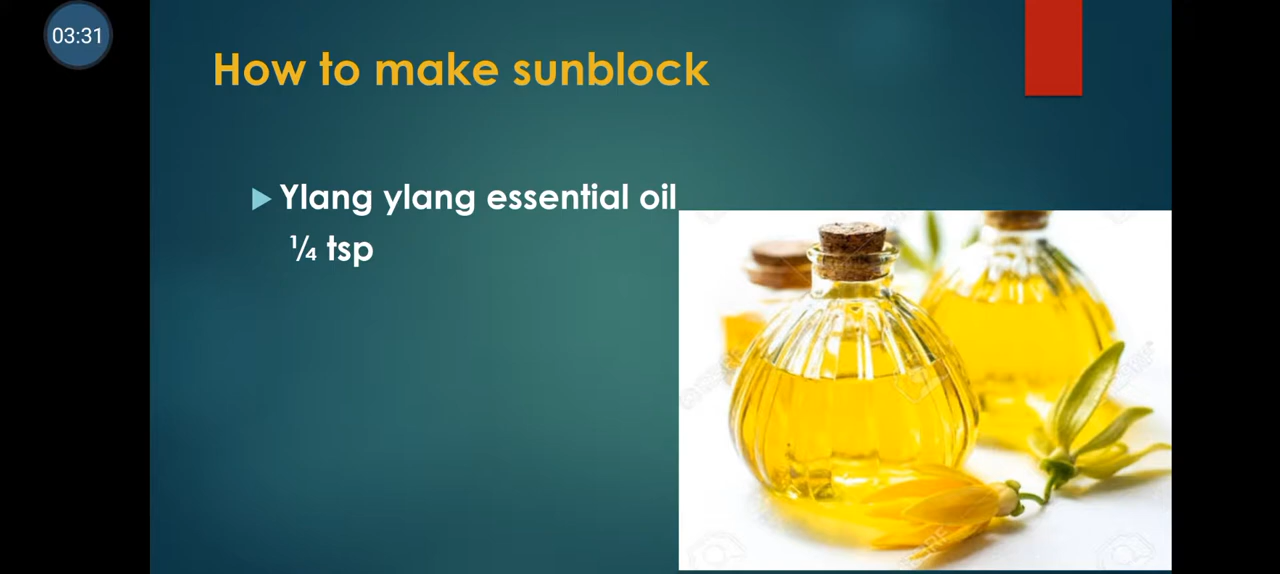 03:31
How to make sunblock
Ylang ylang essential oil
¼ tsp